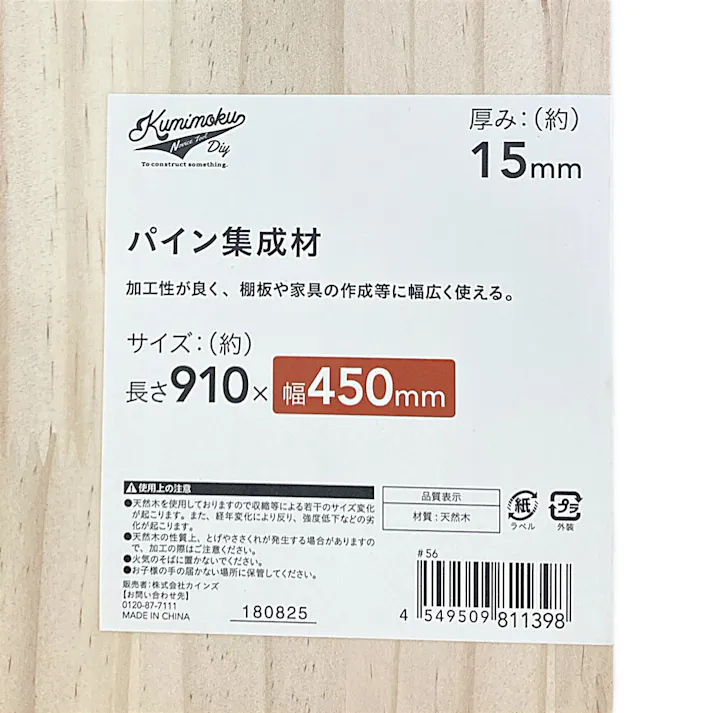 Kumimoku
Novice Tool
Diy
To construct something.
厚み：（約）
15mm
パイン集成材
加工性が良く、棚板や家具の作成等に幅広く使える。
サイズ：（約）
長さ910×幅450mm
使用上の注意
●天然木を使用しておりますので収縮等による若干のサイズ変化
が起こります。また、経年変化により反り、強度低下などの劣
化が起こります。
●天然木の性質上、とげやささくれが発生する場合がありますの
で、加工の際はご注意ください。
●火気のそばに置かないでください。
●お子様の手の届かない場所に保管してください。
販売者：株式会社カインズ
【お問い合わせ先】
0120-87-7111
MADE IN CHINA
180825
品質表示
材質：天然木
紙
ラベル
プラ
外装
#56
4 549509 811398